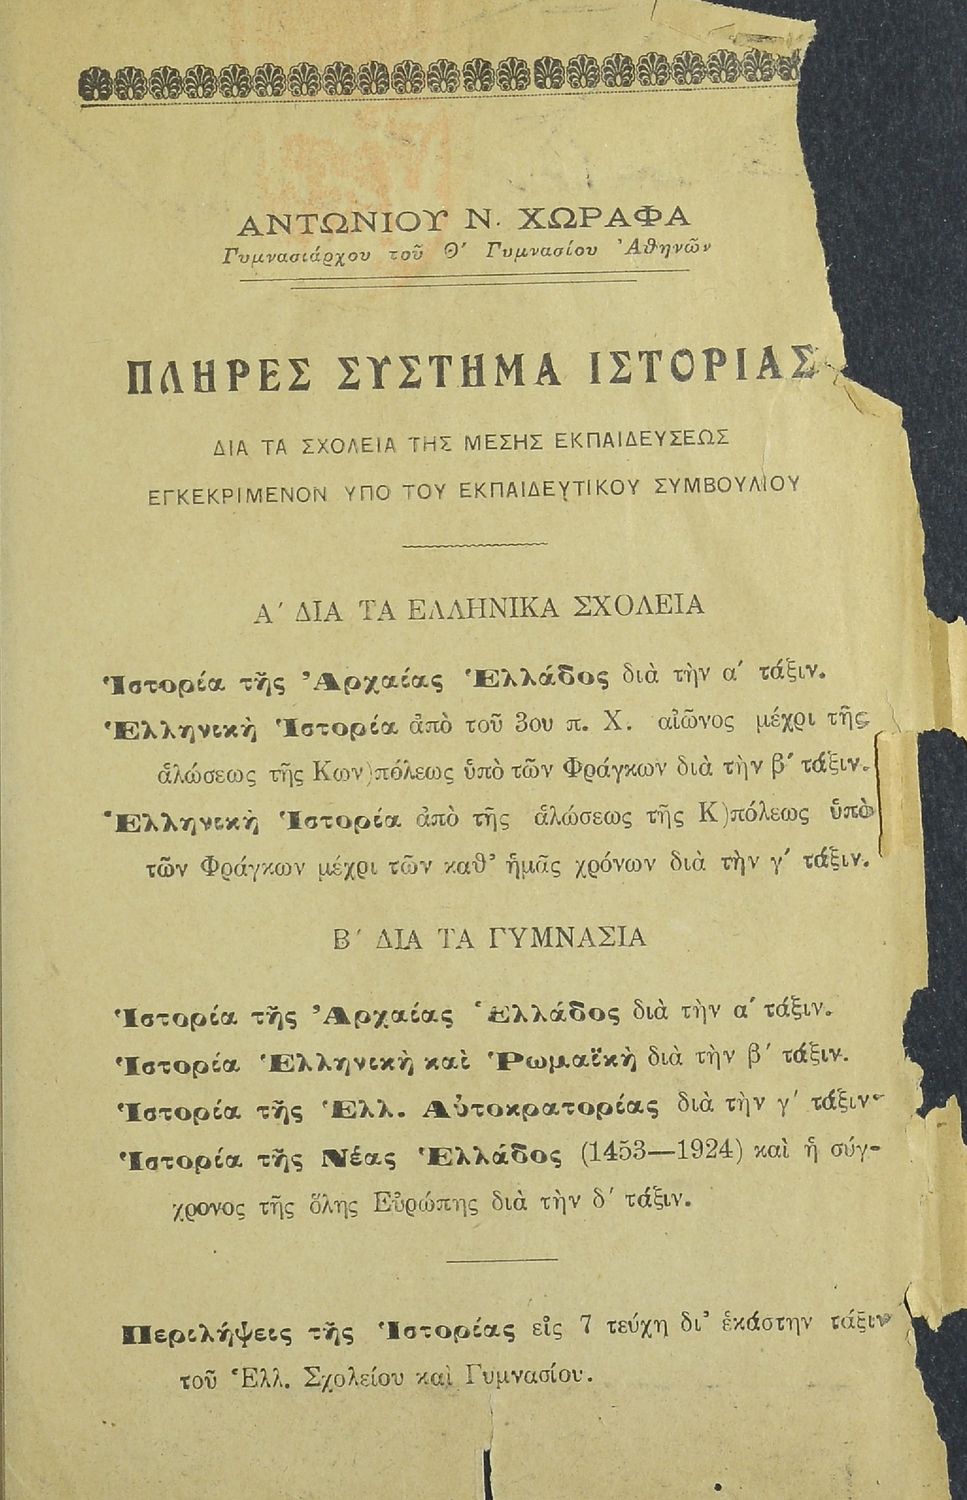 ΑΝΤΩΝΙΟΥ Ν. ΧΩΡΑΦΑ
Γυμνασιάρχου τοῦ Θ΄ Γυμνασίου Ἀθηνῶν
ΠΛΗΡΕΣ ΣΥΣΤΗΜΑ ΙΣΤΟΡΙΑΣ
ΔΙΑ ΤΑ ΣΧΟΛΕΙΑ ΤΗΣ ΜΕΣΗΣ ΕΚΠΑΙΔΕΥΣΕΩΣ
ΕΓΚΕΚΡΙΜΕΝΟΝ ΥΠΟ ΤΟΥ ΕΚΠΑΙΔΕΥΤΙΚΟΥ ΣΥΜΒΟΥΛΙΟΥ
Α΄ ΔΙΑ ΤΑ ΕΛΛΗΝΙΚΑ ΣΧΟΛΕΙΑ
Ἱστορία τῆς Ἀρχαίας Ἑλλάδος διὰ τὴν α΄ τάξιν.
Ἑλληνικὴ Ἱστορία ἀπὸ τοῦ 3ου π. Χ. αἰῶνος μέχρι τῆς
ἁλώσεως τῆς Κων)πόλεως ὑπὸ τῶν Φράγκων διὰ τὴν β΄ τάξιν.
Ἑλληνικὴ Ἱστορία ἀπὸ τῆς ἁλώσεως τῆς Κ)πόλεως ὑπὸ
τῶν Φράγκων μέχρι τῶν καθ᾿ ἡμᾶς χρόνων διὰ τὴν γ΄ τάξιν.
Β΄ ΔΙΑ ΤΑ ΓΥΜΝΑΣΙΑ
Ἱστορία τῆς Ἀρχαίας Ἑλλάδος διὰ τὴν α΄ τάξιν.
Ἱστορία Ἑλληνικὴ καὶ Ῥωμαϊκὴ διὰ τὴν β΄ τάξιν.
Ἱστορία τῆς Ἑλλ. Αὐτοκρατορίας διὰ τὴν γ΄ τάξιν.
Ἱστορία τῆς Νέας Ἑλλάδος (1453—1924) καὶ ἡ σύγ-
χρονος τῆς ὅλης Εὐρώπης διὰ τὴν δ΄ τάξιν.
Περιλήψεις τῆς Ἱστορίας εἰς 7 τεύχη δι᾿ ἑκάστην τάξιν
τοῦ Ἑλλ. Σχολείου καὶ Γυμνασίου.